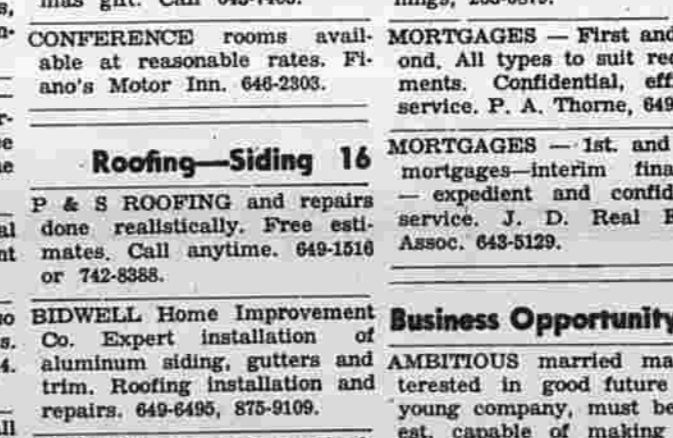 CONFERENCE rooms avail-
able at reasonable rates. Fi-
ano's Motor Inn. 646-2303.
Roofing—Siding 16
P & S ROOFING and repairs
done realistically. Free esti-
mates. Call anytime. 649-1516
or 742-8388.
BIDWELL Home Improvement
Co. Expert installation of
aluminum siding, gutters and
trim. Roofing installation and
repairs. 649-6495, 875-9109.
MORTGAGES — First and
ond. All types to suit
ments. Confidential,
service. P. A. Thorne, 649
MORTGAGES — 1st. and
mortgages—interim
— expedient and
service. J. D. Real
Assoc. 643-5129.
Business Opportunity
AMBITIOUS married
terested in good future
young company, must be
est, capable of making